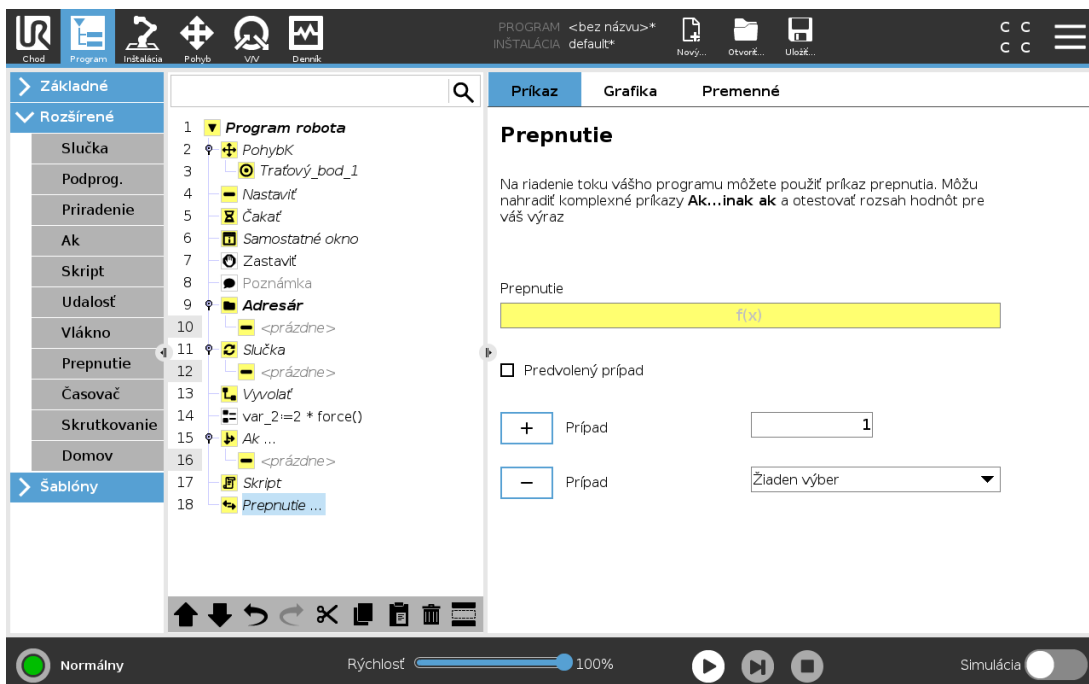 PROGRAM <bez názvu>*
INŠTALÁCIA default*
Chod
Program
Inštalácia
Pohyb
V/V
Denník
Nový...
Otvoriť...
Uložiť...
C C
C C
Základné
Rozšírené
Slučka
Podprog.
Priradenie
Ak
Skript
Udalosť
Vlákno
Prepnutie
Časovač
Skrutkovanie
Domov
Šablóny
1 Program robota
2 PohybK
3 Traťový_bod_1
4 Nastaviť
5 Čakať
6 Samostatné okno
7 Zastaviť
8 Poznámka
9 Adresár
10 <prázdne>
11 Slučka
12 <prázdne>
13 Vyvolať
14 var_2:=2 * force()
15 Ak ...
16 <prázdne>
17 Skript
18 Prepnutie ...
Príkaz
Grafika
Premenné
Prepnutie
Na riadenie toku vášho programu môžete použiť príkaz prepnutia. Môžu
nahradiť komplexné príkazy Ak...inak ak a otestovať rozsah hodnôt pre
váš výraz
Prepnutie
f(x)
Predvolený prípad
+ Prípad 1
− Prípad Žiaden výber
Normálny
Rýchlosť 100%
Simulácia